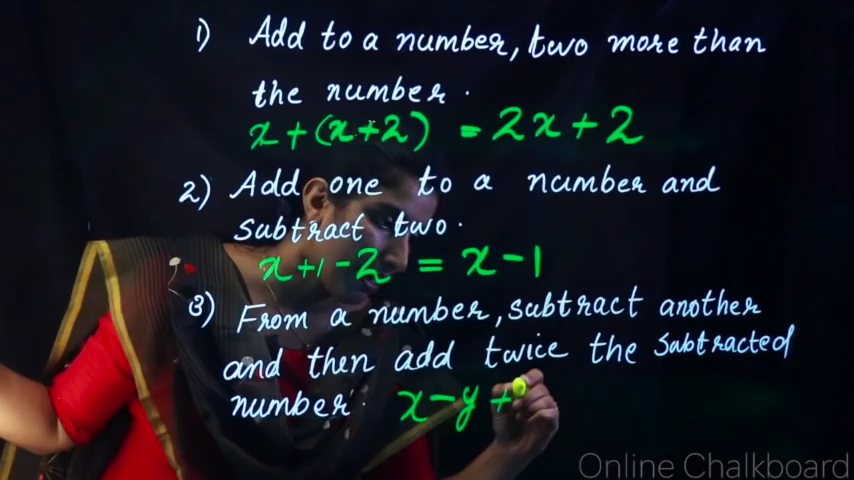 1) Add to a number, two more than
the number.
x + (x+2) = 2x + 2
2) Add one to a number and
subtract two.
x + 1 - 2 = x - 1
3) From a number, subtract another
and then add twice the subtracted
number. x - y +
Online Chalkboard